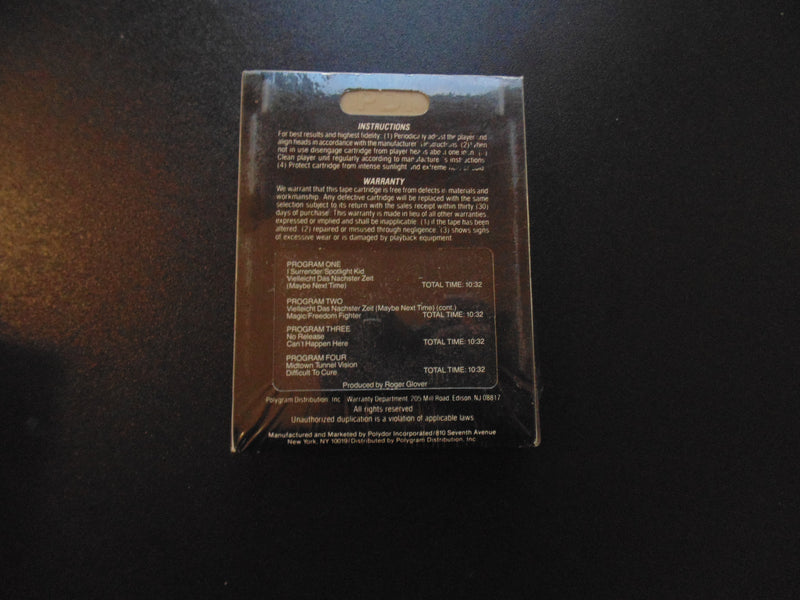 INSTRUCTIONS
For best results and highest fidelity: (1) Periodically adjust the player and
align heads in accordance with the manufacturer instructions. (2) When
not in use disengage cartridge from player heads about one inch.
Clean player unit regularly according to manufacture s instructions
(4) Protect cartridge from intense sunlight and extreme
WARRANTY
We warrant that this tape cartridge is free from defects in materials and
workmanship. Any defective cartridge will be replaced with the same
selection subject to its return with the sales receipt within thirty (30)
days of purchase. This warranty is made in lieu of all other warranties,
expressed or implied and shall be inapplicable: (1) if the tape has been
altered. (2) repaired or misused through negligence. (3) shows signs
of excessive wear or is damaged by playback equipment
PROGRAM ONE
I Surrender/Spotlight Kid
Vielleicht Das Nachster Zeit
(Maybe Next Time) TOTAL TIME: 10:32
PROGRAM TWO
Vielleicht Das Nachster Zeit (Maybe Next Time) (cont.)
Magic/Freedom Fighter TOTAL TIME: 10:32
PROGRAM THREE
No Release
Can't Happen Here TOTAL TIME: 10:32
PROGRAM FOUR
Midtown Tunnel Vision
Difficult To Cure TOTAL TIME: 10:32
Produced by Roger Glover
Polygram Distribution, Inc. Warranty Department 205 Mill Road, Edison, NJ 08817
All rights reserved
Unauthorized duplication is a violation of applicable laws
Manufactured and Marketed by Polydor Incorporated/810 Seventh Avenue
New York, NY 10019/Distributed by Polygram Distribution, Inc